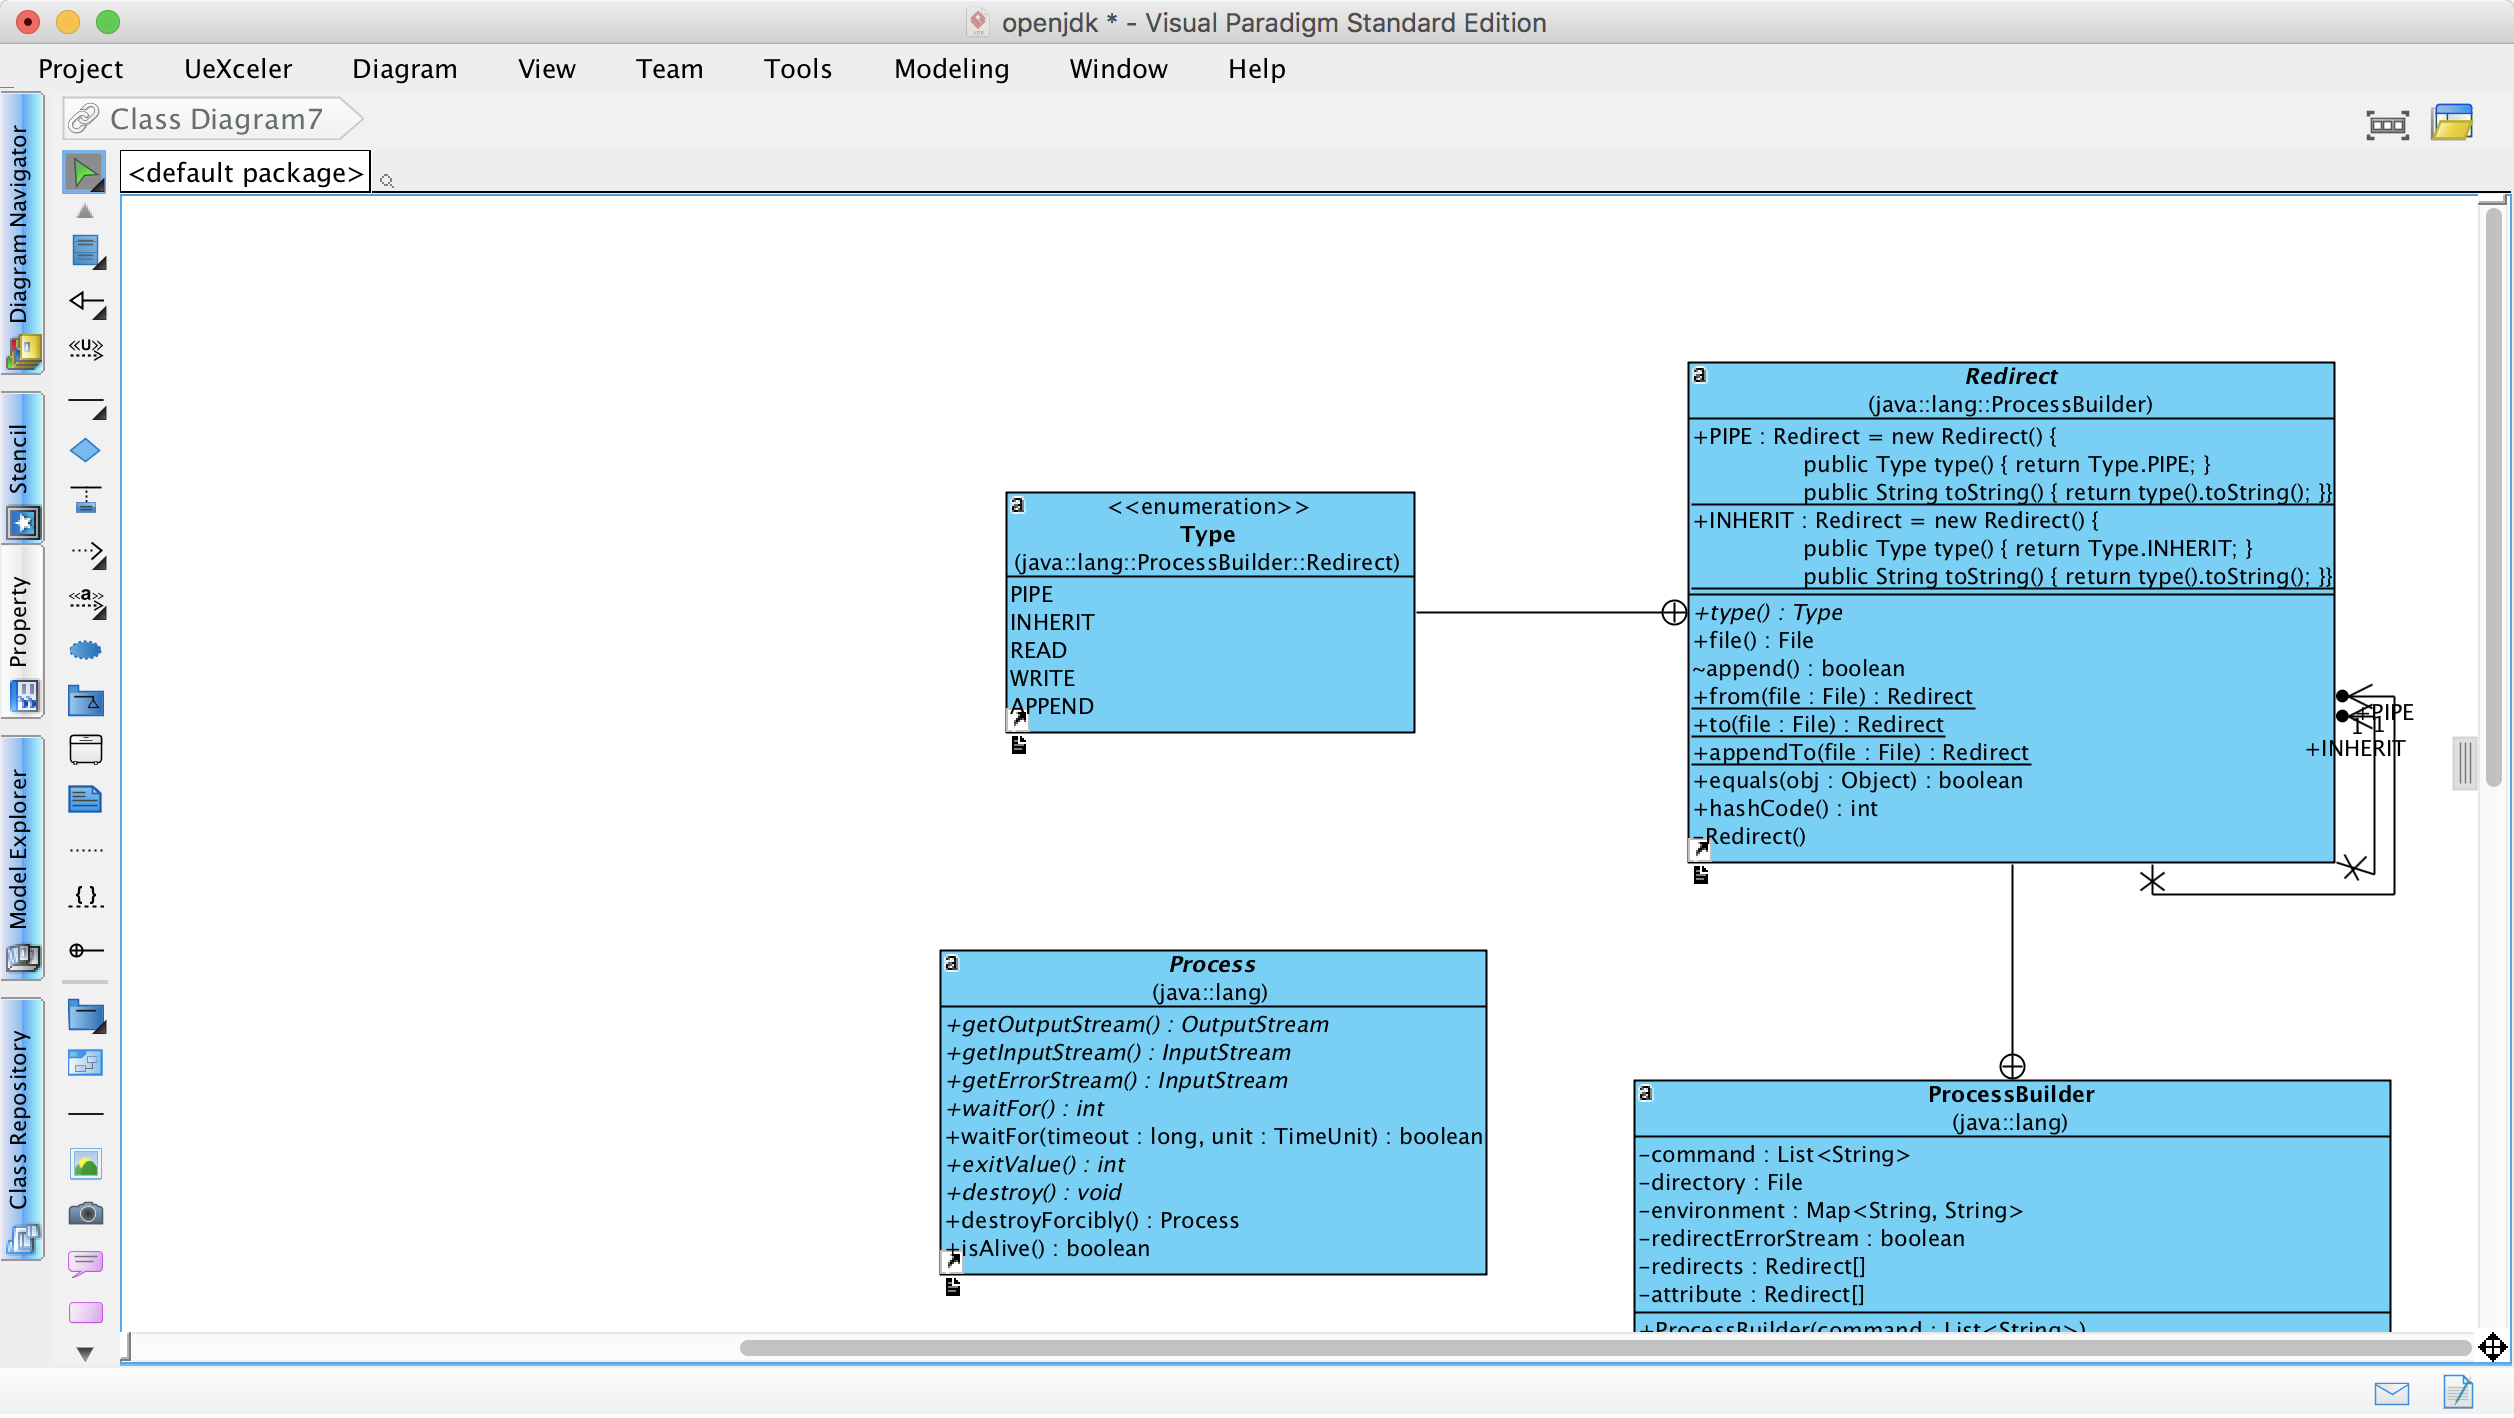 openjdk * - Visual Paradigm Standard Edition
Project UeXceler Diagram View Team Tools Modeling Window Help
Class Diagram7
<default package>
Diagram Navigator
Stencil
Property
Model Explorer
Class Repository
<<enumeration>>
Type
(java::lang::ProcessBuilder::Redirect)
PIPE
INHERIT
READ
WRITE
APPEND
Redirect
(java::lang::ProcessBuilder)
+PIPE : Redirect = new Redirect() {
public Type type() { return Type.PIPE; }
public String toString() { return type().toString(); }}
+INHERIT : Redirect = new Redirect() {
public Type type() { return Type.INHERIT; }
public String toString() { return type().toString(); }}
+type() : Type
+file() : File
~append() : boolean
+from(file : File) : Redirect
+to(file : File) : Redirect
+appendTo(file : File) : Redirect
+equals(obj : Object) : boolean
+hashCode() : int
-Redirect()
+PIPE
1 1
+INHERIT
Process
(java::lang)
+getOutputStream() : OutputStream
+getInputStream() : InputStream
+getErrorStream() : InputStream
+waitFor() : int
+waitFor(timeout : long, unit : TimeUnit) : boolean
+exitValue() : int
+destroy() : void
+destroyForcibly() : Process
+isAlive() : boolean
ProcessBuilder
(java::lang)
-command : List<String>
-directory : File
-environment : Map<String, String>
-redirectErrorStream : boolean
-redirects : Redirect[]
-attribute : Redirect[]
+ProcessBuilder(command : List<String>)